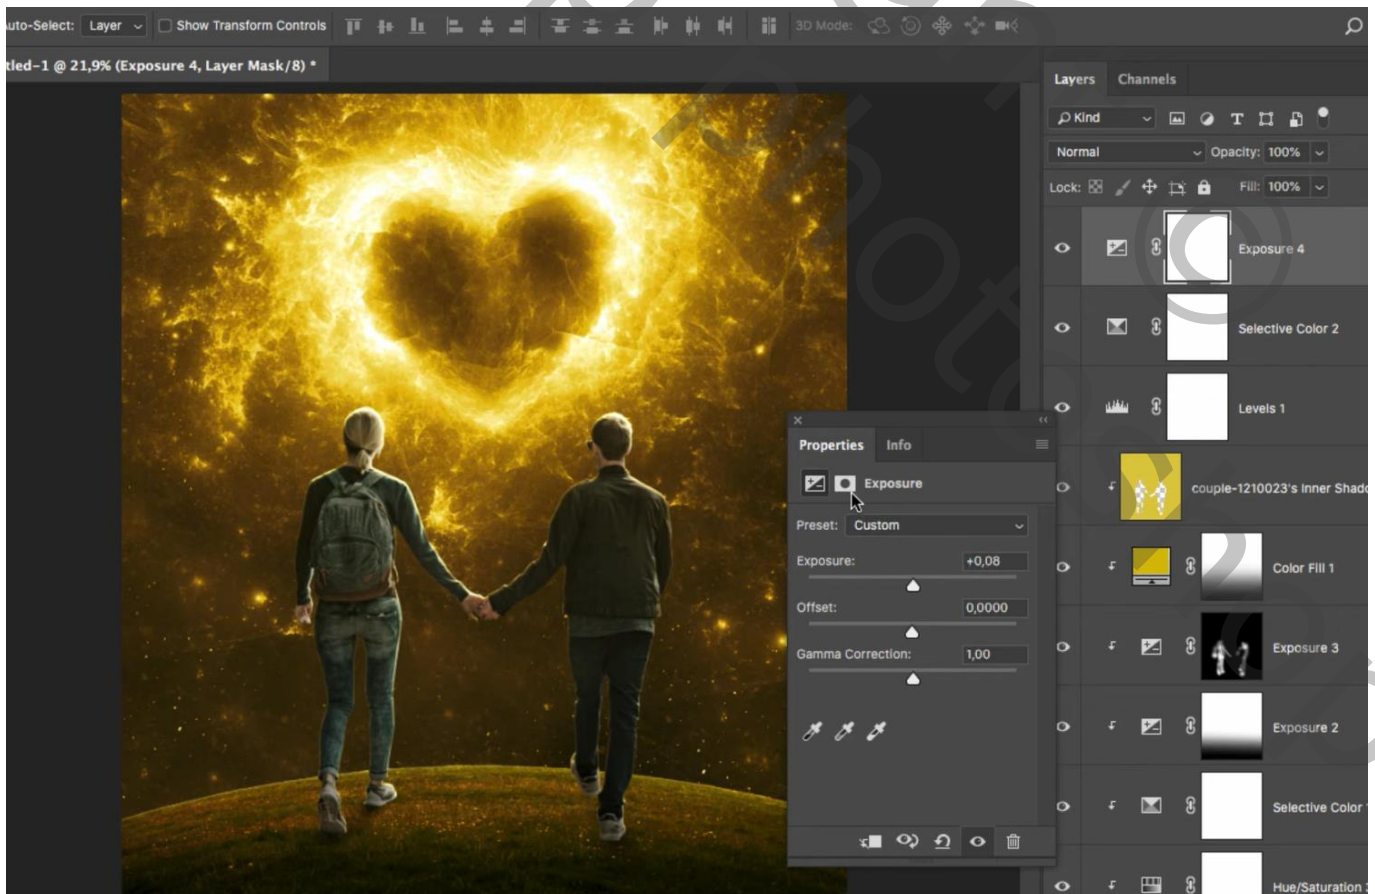 uto-Select: Layer Show Transform Controls 3D Mode:
tled-1 @ 21,9% (Exposure 4, Layer Mask/8) *
Layers Channels
Kind
Normal Opacity: 100%
Lock: Fill: 100%
Exposure 4
Selective Color 2
Levels 1
couple-1210023's Inner Shado
Color Fill 1
Exposure 3
Exposure 2
Selective Color
Hue/Saturation
Properties Info
Exposure
Preset: Custom
Exposure: +0,08
Offset: 0,0000
Gamma Correction: 1,00